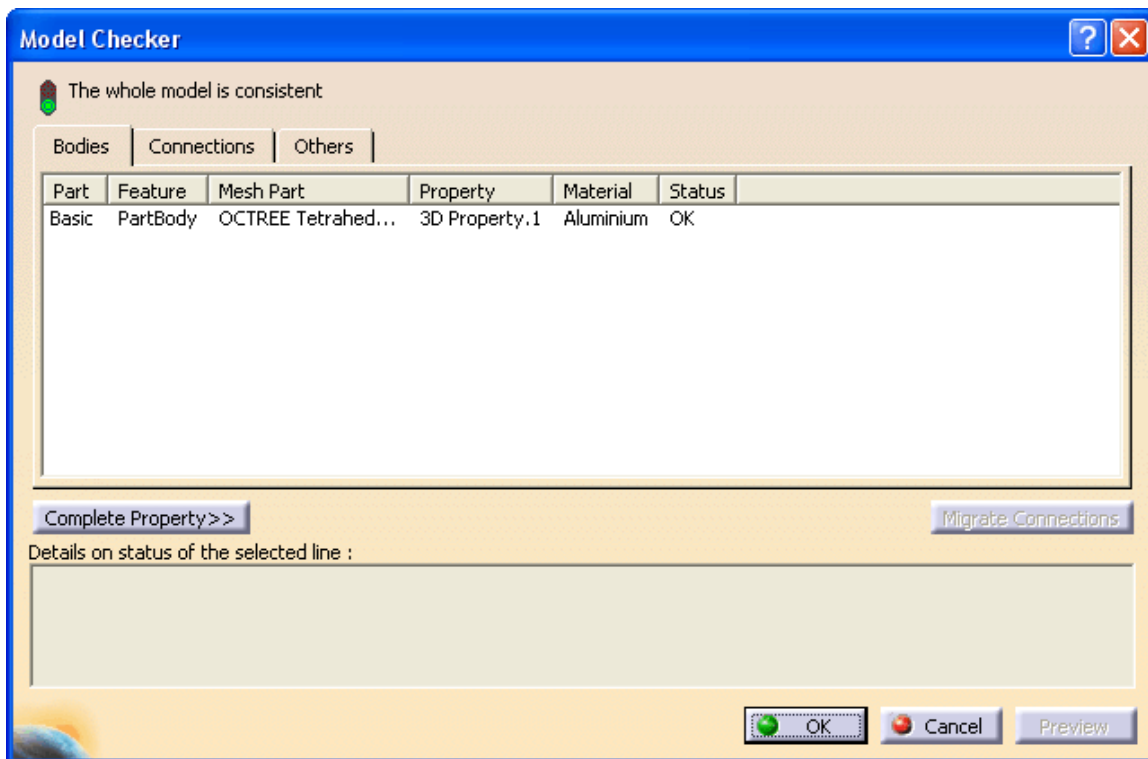 Model Checker
The whole model is consistent
Bodies Connections Others
Part Feature Mesh Part Property Material Status
Basic PartBody OCTREE Tetrahed... 3D Property.1 Aluminium OK
Complete Property>> Migrate Connections
Details on status of the selected line :
OK Cancel Preview